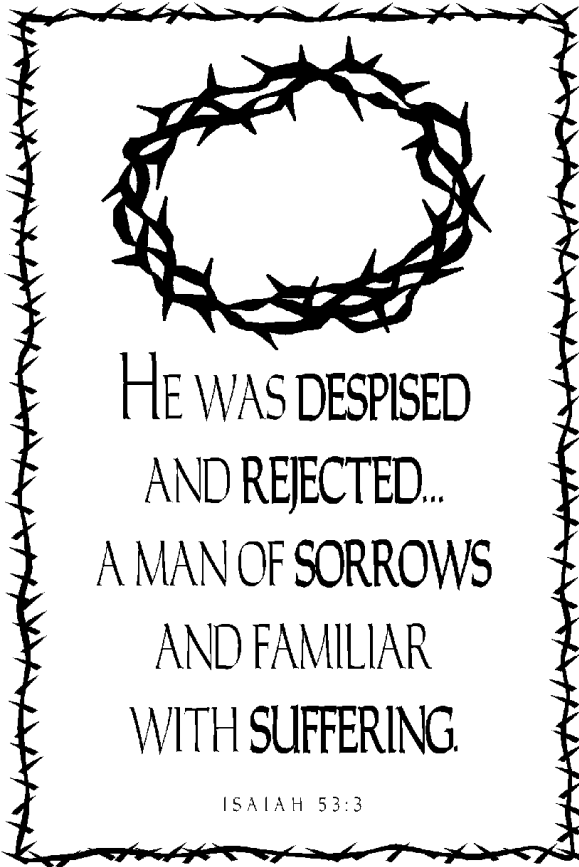 HE WAS DESPISED
AND REJECTED...
A MAN OF SORROWS
AND FAMILIAR
WITH SUFFERING.
ISAIAH 53:3